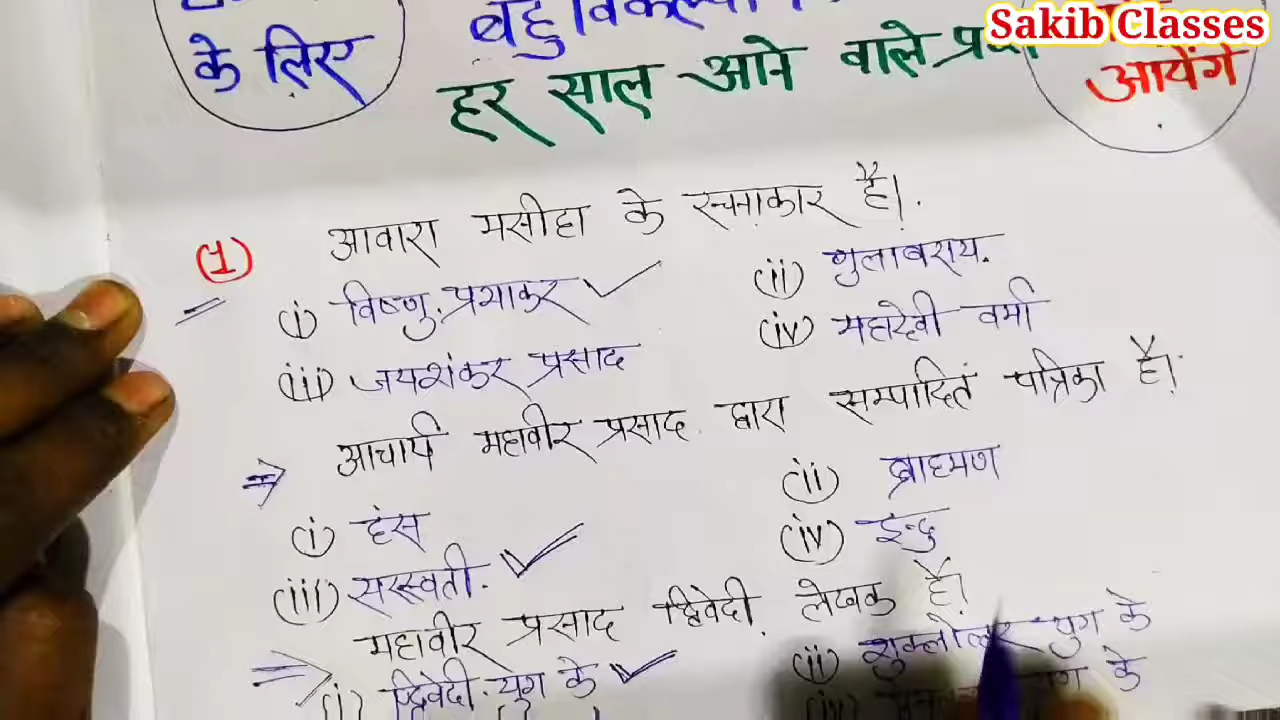 Sakib Classes
के लिए
हर साल आने वाले प्रश्न
आयेंगे
(1) आवारा मसीहा के रचनाकार है।
(i) विष्णु प्रभाकर ✓ (ii) गुलाबराय.
(iii) जयशंकर प्रसाद (iv) महादेवी वर्मा
⇒ आचार्य महावीर प्रसाद द्वारा सम्पादित पत्रिका है।
(i) हंस (ii) ब्राह्मण
(iii) सरस्वती. ✓ (iv) इन्दु
⇒ महावीर प्रसाद द्विवेदी लेखक है।
(i) द्विवेदी युग के ✓ (ii) शुक्लोत्तर युग के
युग के